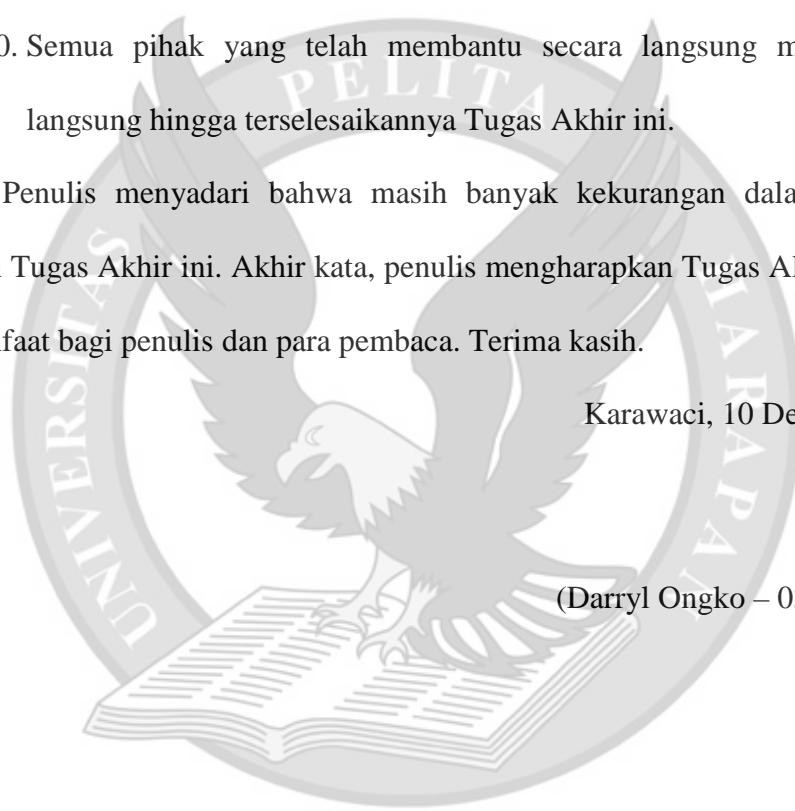 0. Semua pihak yang telah membantu secara langsung
langsung hingga terselesaikannya Tugas Akhir ini.
Penulis menyadari bahwa masih banyak kekurangan
Tugas Akhir ini. Akhir kata, penulis mengharapkan Tugas
faat bagi penulis dan para pembaca. Terima kasih.
Karawaci, 10 De
(Darryl Ongko – 0
UNIVERSITAS PELITA HARAPAN